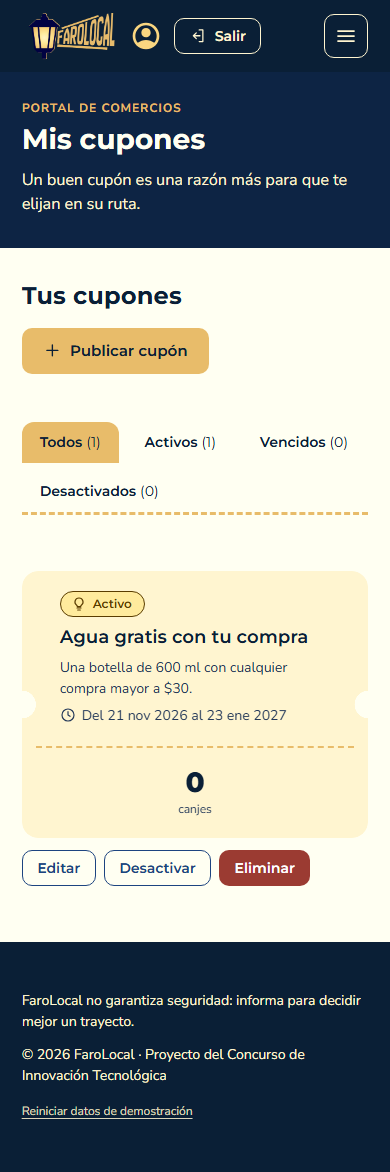 FAROLOCAL
Salir
PORTAL DE COMERCIOS
Mis cupones
Un buen cupón es una razón más para que te
elijan en su ruta.
Tus cupones
Publicar cupón
Todos (1)
Activos (1)
Vencidos (0)
Desactivados (0)
Activo
Agua gratis con tu compra
Una botella de 600 ml con cualquier
compra mayor a $30.
Del 21 nov 2026 al 23 ene 2027
0
canjes
Editar
Desactivar
Eliminar
FaroLocal no garantiza seguridad: informa para decidir
mejor un trayecto.
© 2026 FaroLocal · Proyecto del Concurso de
Innovación Tecnológica
Reiniciar datos de demostración